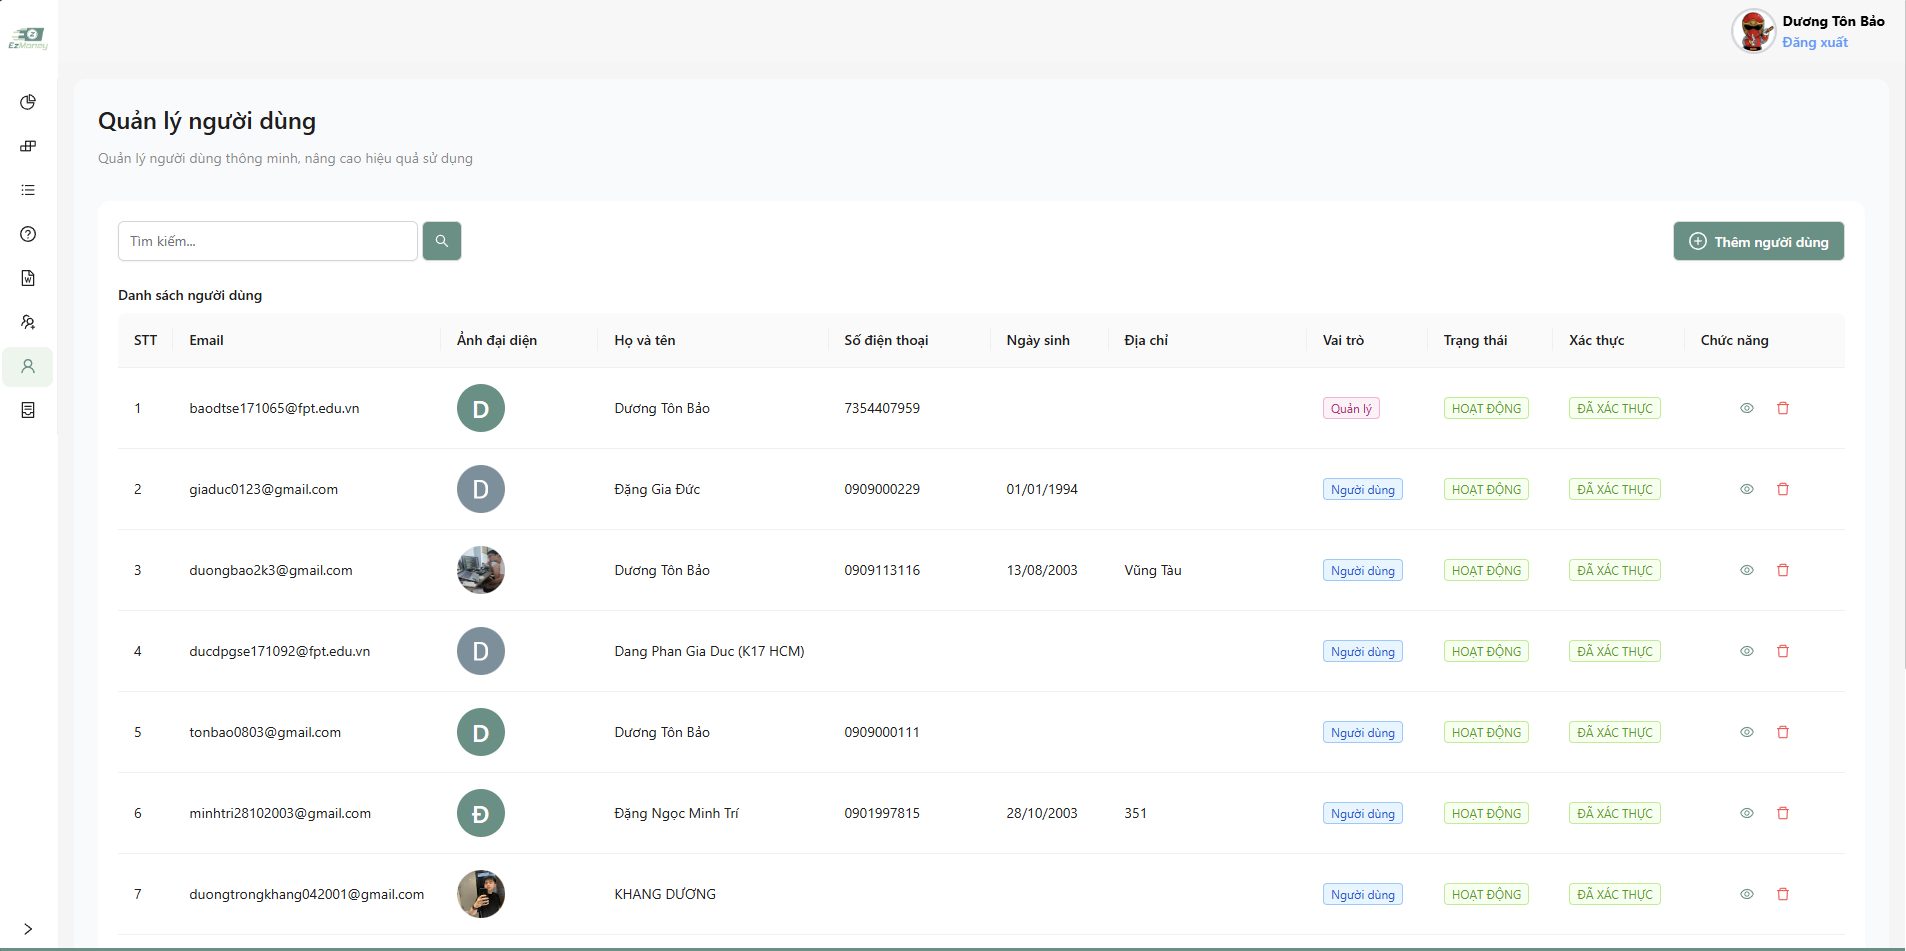 EzMoney
Dương Tôn Bảo
Đăng xuất
Quản lý người dùng
Quản lý người dùng thông minh, nâng cao hiệu quả sử dụng
Tìm kiếm...
Thêm người dùng
Danh sách người dùng
STT Email Ảnh đại diện Họ và tên Số điện thoại Ngày sinh Địa chỉ Vai trò Trạng thái Xác thực Chức năng
1 baodtse171065@fpt.edu.vn D Dương Tôn Bảo 7354407959 Quản lý HOẠT ĐỘNG ĐÃ XÁC THỰC
2 giaduc0123@gmail.com D Đặng Gia Đức 0909000229 01/01/1994 Người dùng HOẠT ĐỘNG ĐÃ XÁC THỰC
3 duongbao2k3@gmail.com Dương Tôn Bảo 0909113116 13/08/2003 Vũng Tàu Người dùng HOẠT ĐỘNG ĐÃ XÁC THỰC
4 ducdpgse171092@fpt.edu.vn D Dang Phan Gia Duc (K17 HCM) Người dùng HOẠT ĐỘNG ĐÃ XÁC THỰC
5 tonbao0803@gmail.com D Dương Tôn Bảo 0909000111 Người dùng HOẠT ĐỘNG ĐÃ XÁC THỰC
6 minhtri28102003@gmail.com Đ Đặng Ngọc Minh Trí 0901997815 28/10/2003 351 Người dùng HOẠT ĐỘNG ĐÃ XÁC THỰC
7 duongtrongkhang042001@gmail.com KHANG DƯƠNG Người dùng HOẠT ĐỘNG ĐÃ XÁC THỰC